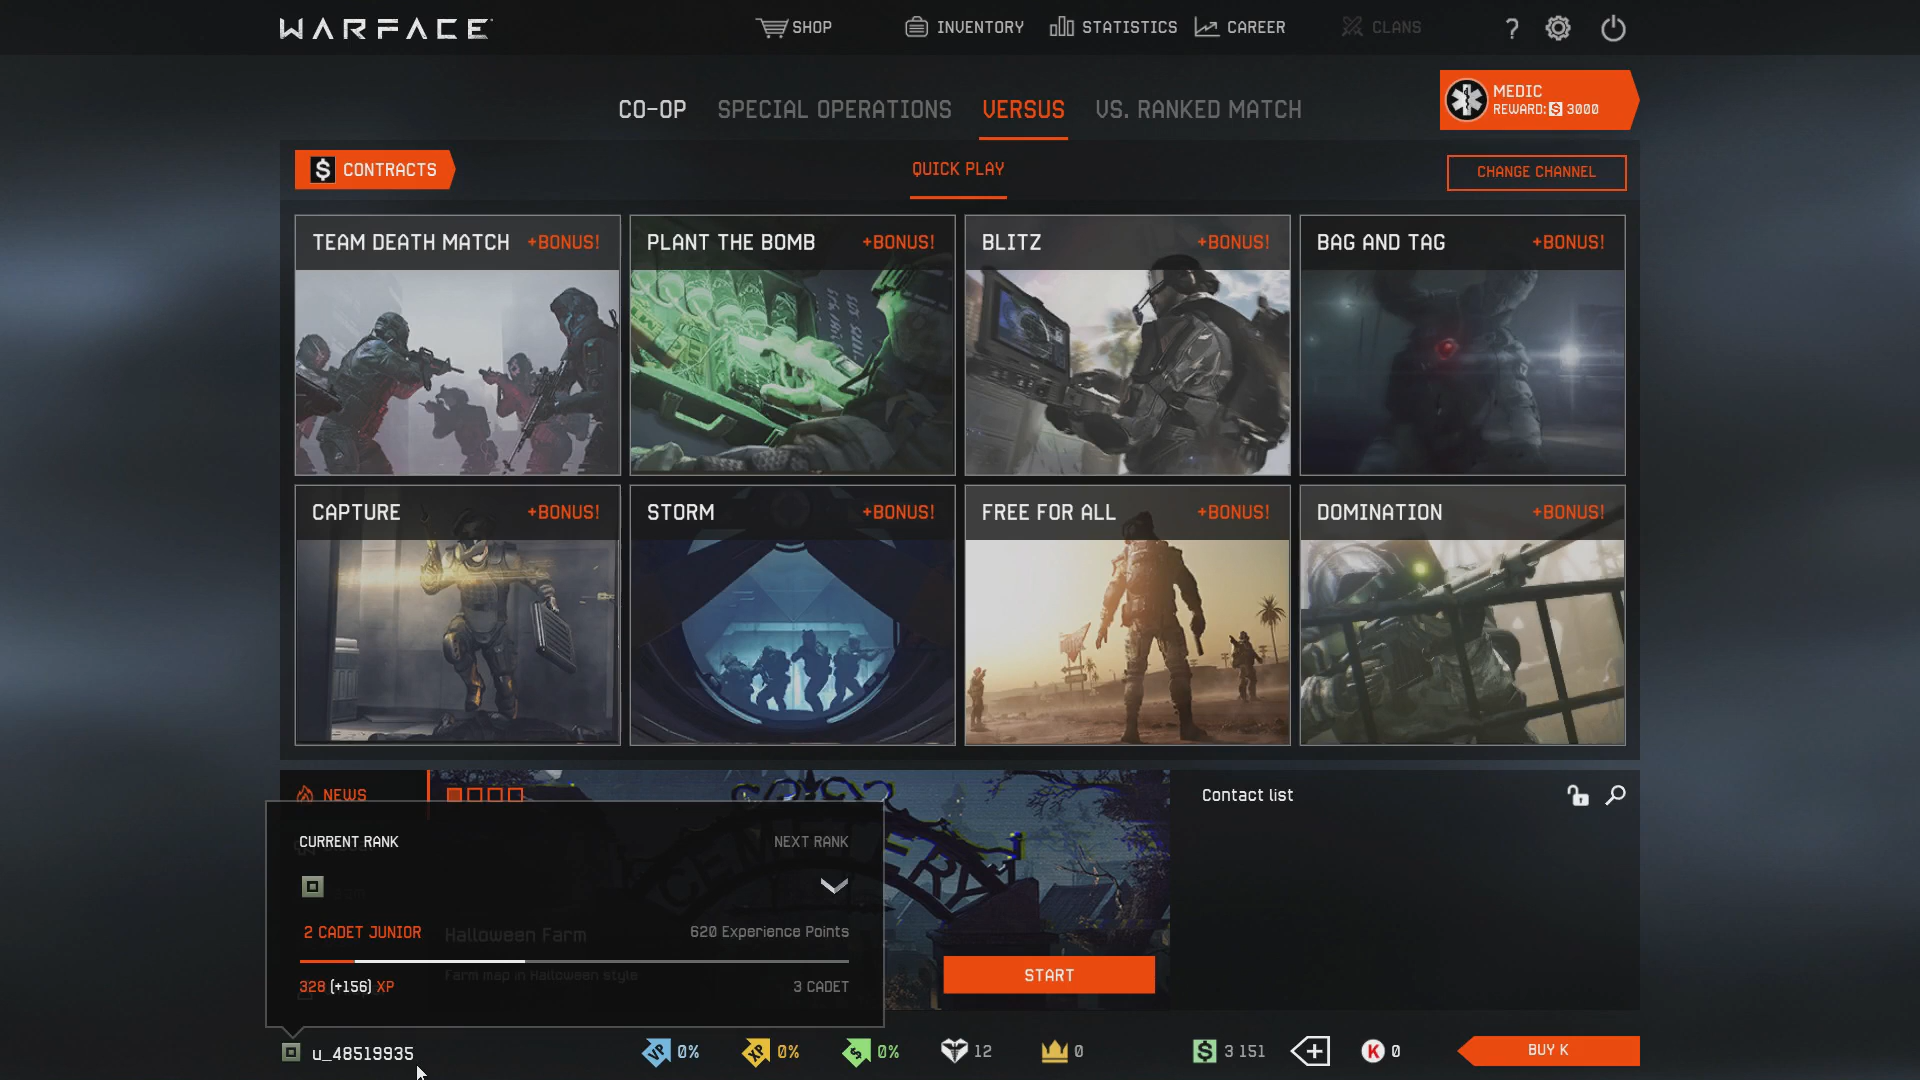 WARFACE
SHOP
INVENTORY
STATISTICS
CAREER
CLANS
?
CO-OP
SPECIAL OPERATIONS
VERSUS
VS. RANKED MATCH
MEDIC
REWARD: $ 3000
$ CONTRACTS
QUICK PLAY
CHANGE CHANNEL
TEAM DEATH MATCH +BONUS!
PLANT THE BOMB +BONUS!
BLITZ +BONUS!
BAG AND TAG +BONUS!
CAPTURE +BONUS!
STORM +BONUS!
FREE FOR ALL +BONUS!
DOMINATION +BONUS!
NEWS
CEMETERY
Contact list
CURRENT RANK
NEXT RANK
2 CADET JUNIOR
Halloween Farm
620 Experience Points
Farm map in Halloween style
328 (+156) XP
3 CADET
START
u_48519935
VP 0%
XP 0%
$ 0%
12
0
$ 3 151
K 0
BUY K